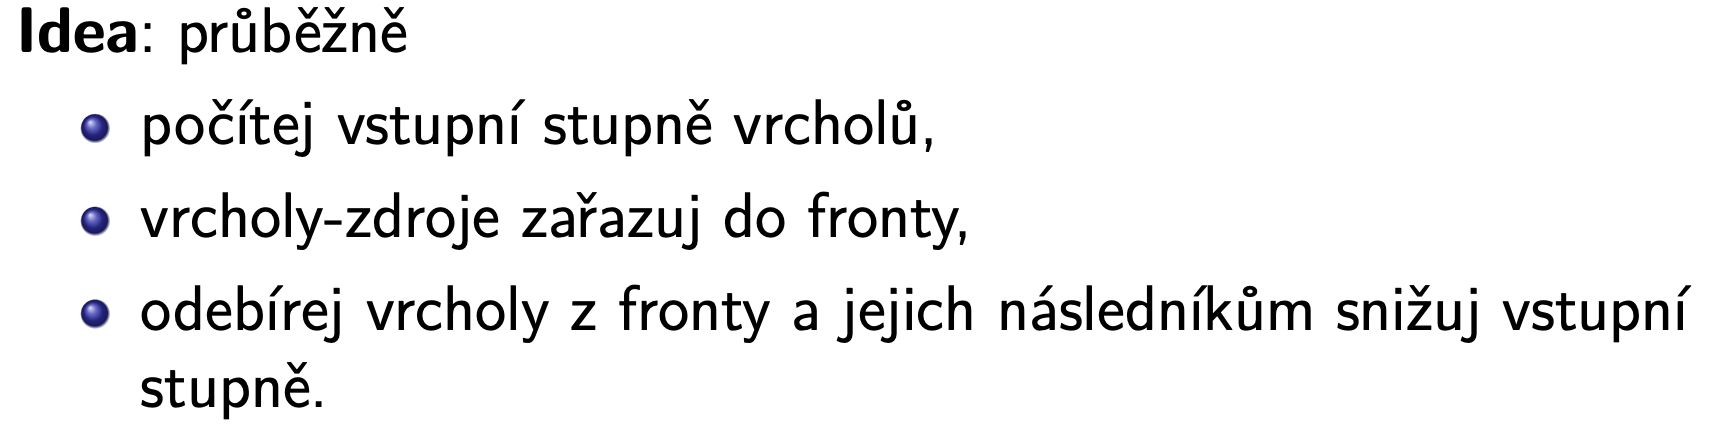 Idea: průběžně
počítej vstupní stupně vrcholů,
vrcholy-zdroje zařazuj do fronty,
odebírej vrcholy z fronty a jejich následníkům snižuj vstupní
stupně.